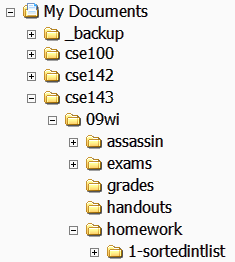 My Documents
_backup
cse100
cse142
cse143
09wi
assassin
exams
grades
handouts
homework
1-sortedintlist